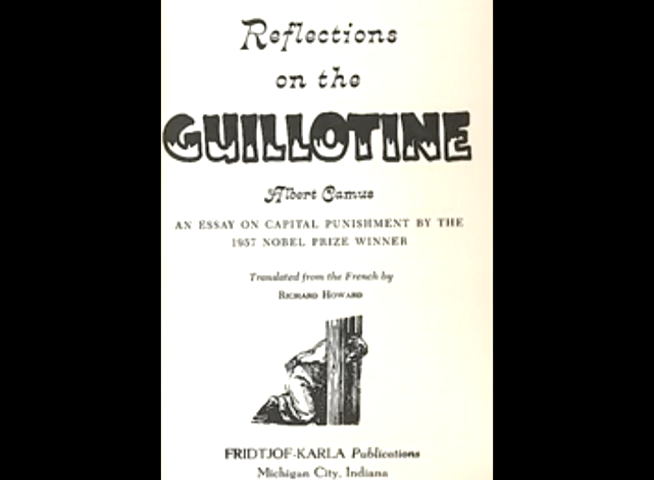 Reflections
on the
GUILLOTINE
Albert Camus
AN ESSAY ON CAPITAL PUNISHMENT BY THE
1957 NOBEL PRIZE WINNER
Translated from the French by
RICHARD HOWARD
FRIDTJOF-KARLA Publications
Michigan City, Indiana